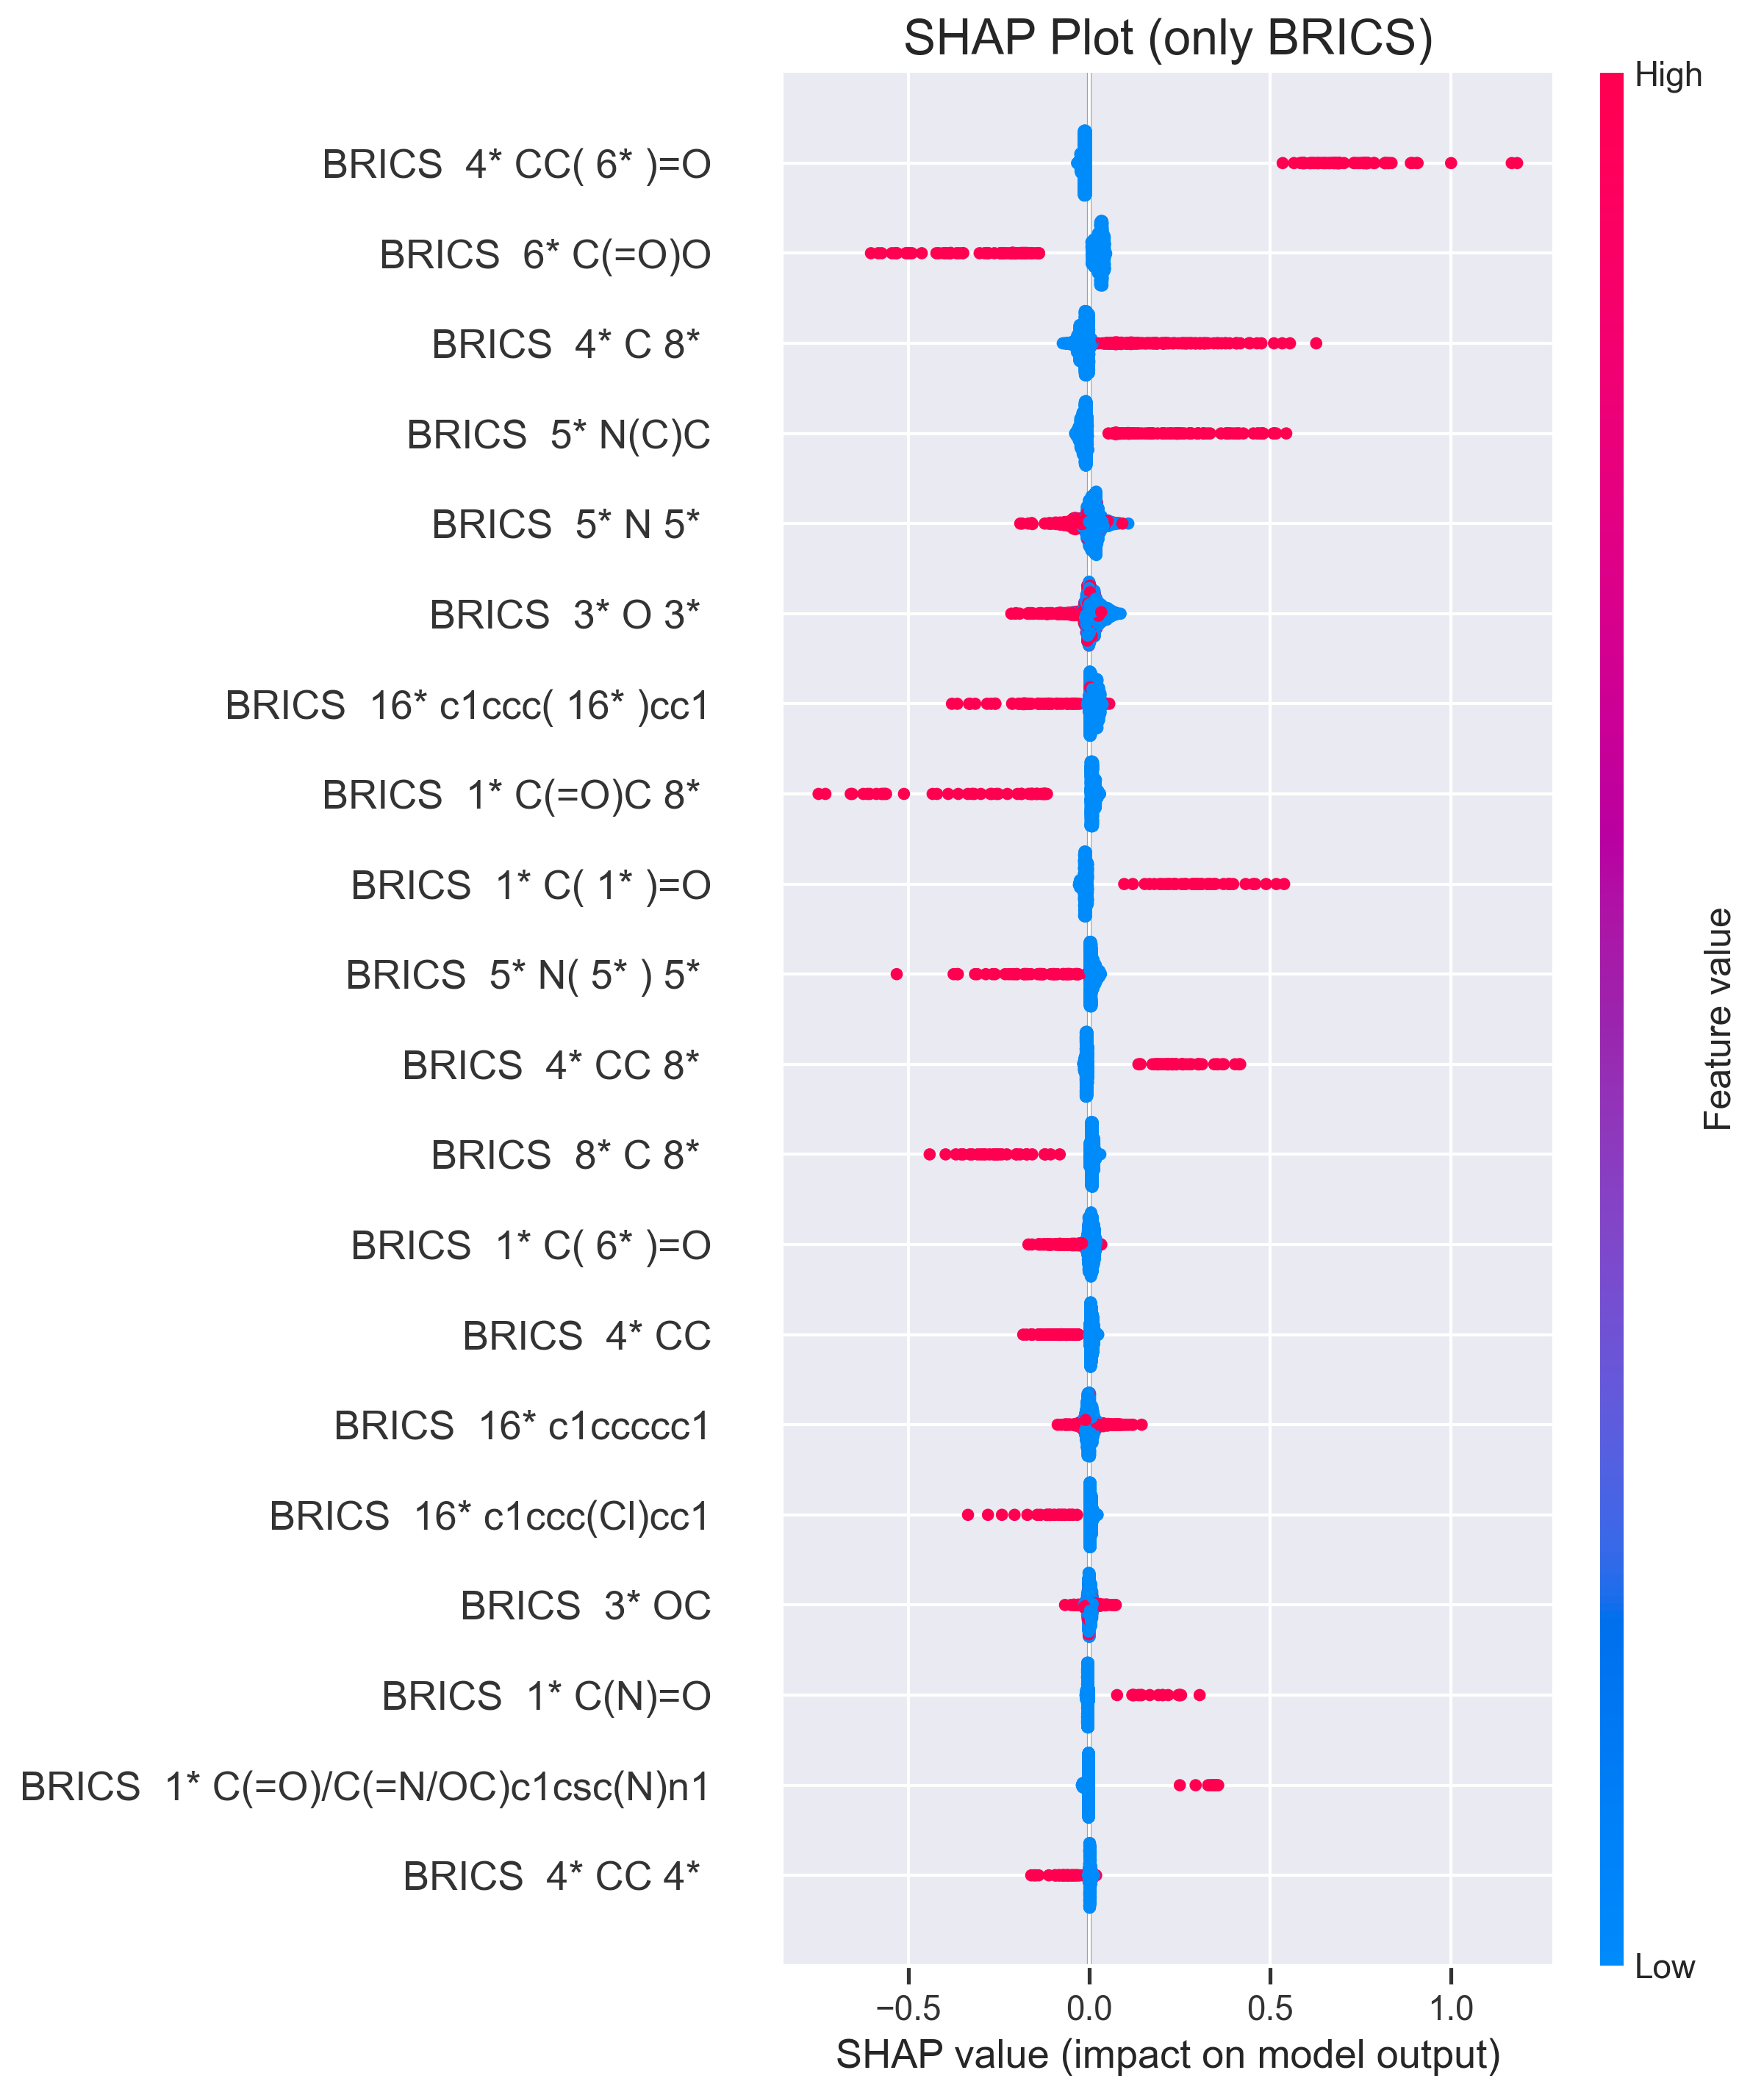 SHAP Plot (only BRICS)
High
BRICS  4* CC( 6* )=O
BRICS  6* C(=O)O
BRICS  4* C 8*
BRICS  5* N(C)C
BRICS  5* N 5*
BRICS  3* O 3*
BRICS  16* c1ccc( 16* )cc1
BRICS  1* C(=O)C 8*
BRICS  1* C( 1* )=O
BRICS  5* N( 5* ) 5*
BRICS  4* CC 8*
BRICS  8* C 8*
BRICS  1* C( 6* )=O
BRICS  4* CC
BRICS  16* c1ccccc1
BRICS  16* c1ccc(Cl)cc1
BRICS  3* OC
BRICS  1* C(N)=O
BRICS  1* C(=O)/C(=N/OC)c1csc(N)n1
BRICS  4* CC 4*
Feature value
Low
−0.5 0.0 0.5 1.0
SHAP value (impact on model output)